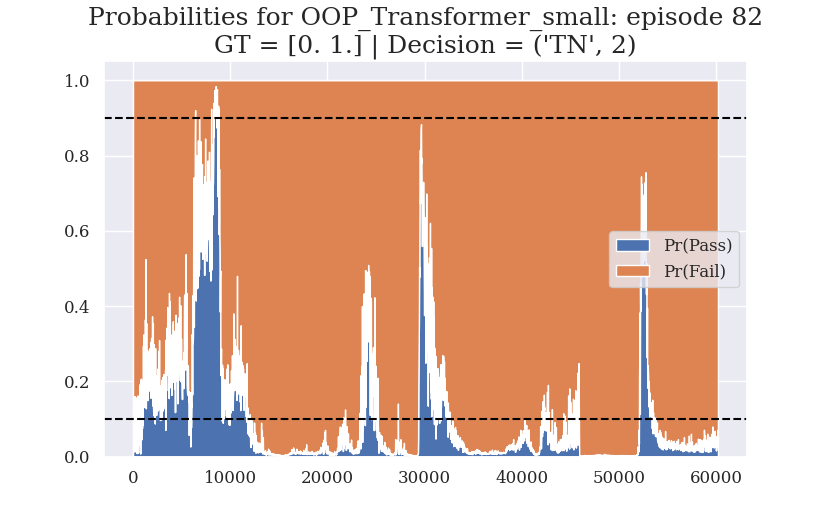 Probabilities for OOP_Transformer_small: episode 82
GT = [0. 1.] | Decision = ('TN', 2)
1.0
0.8
0.6
0.4
0.2
0.0
Pr(Pass)
Pr(Fail)
0 10000 20000 30000 40000 50000 60000